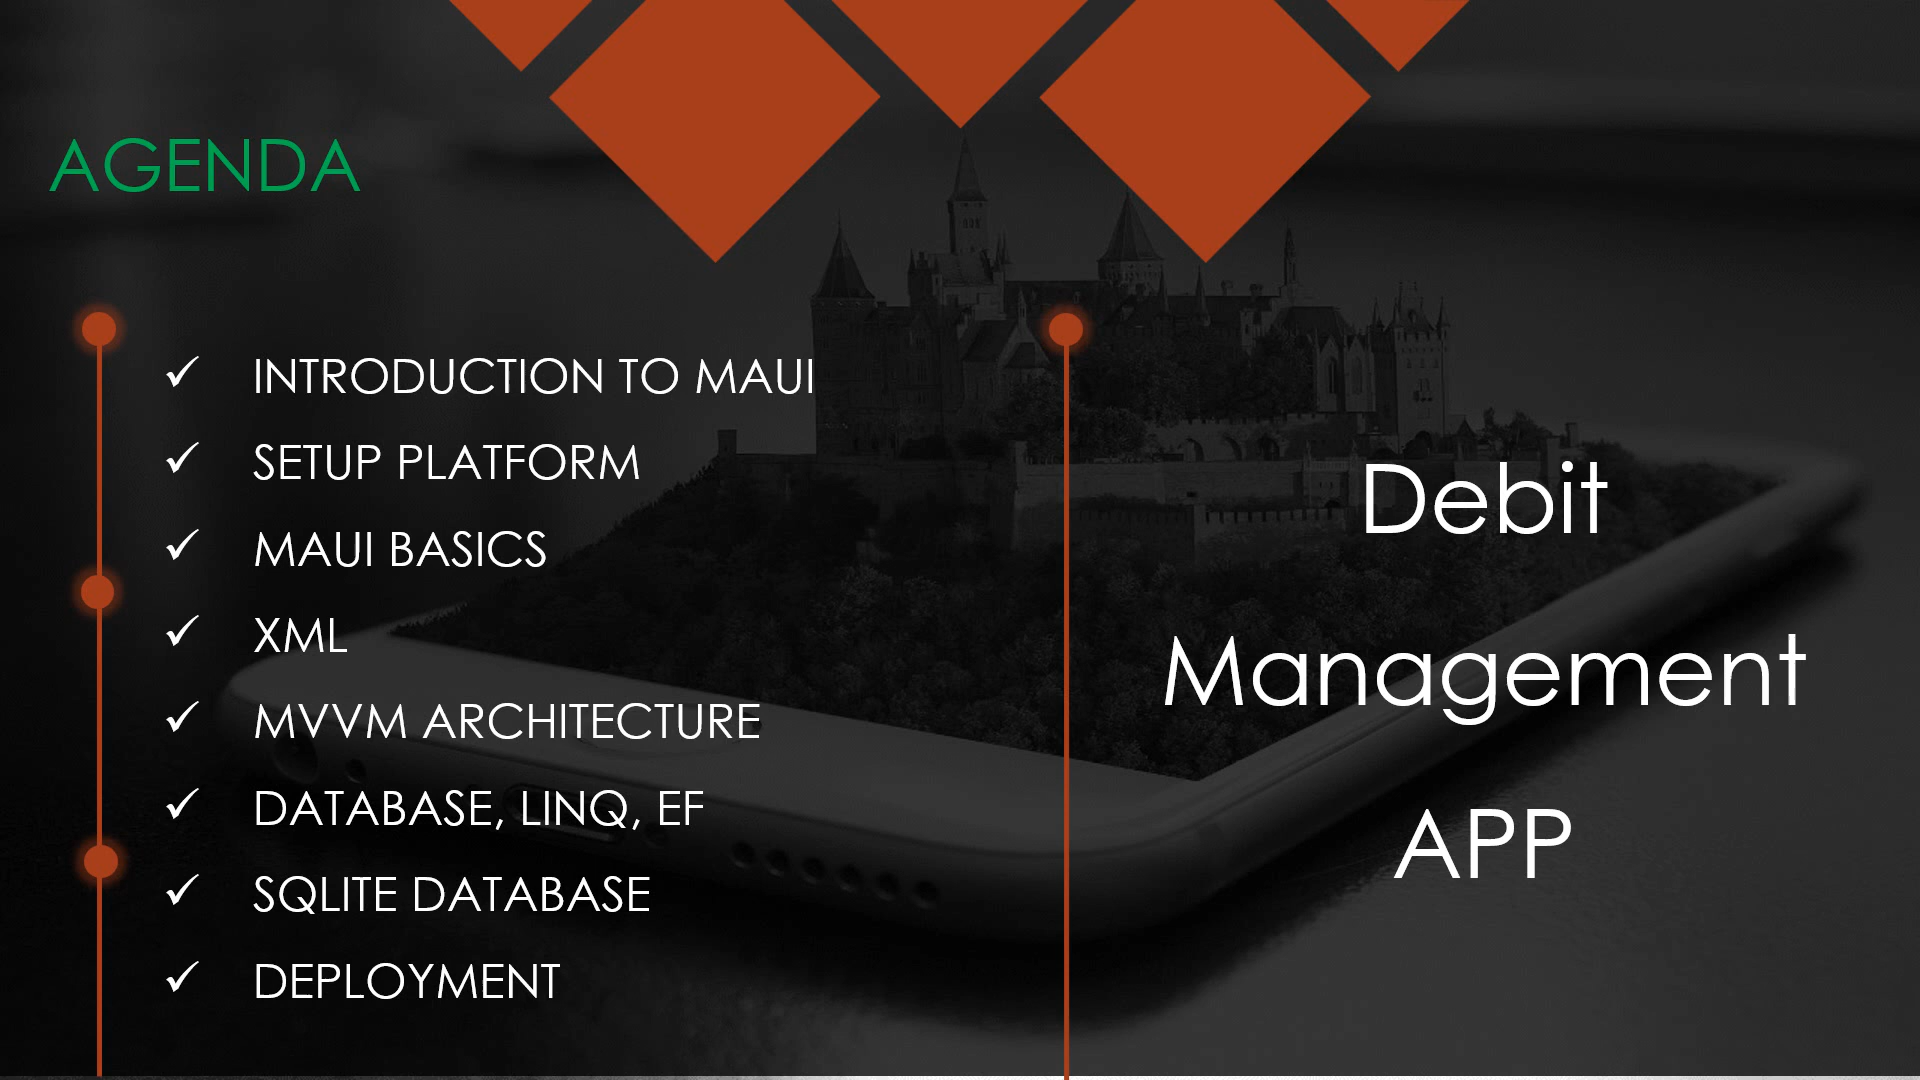 AGENDA
✓ INTRODUCTION TO MAUI
✓ SETUP PLATFORM
✓ MAUI BASICS
✓ XML
✓ MVVM ARCHITECTURE
✓ DATABASE, LINQ, EF
✓ SQLITE DATABASE
✓ DEPLOYMENT
Debit
Management
APP